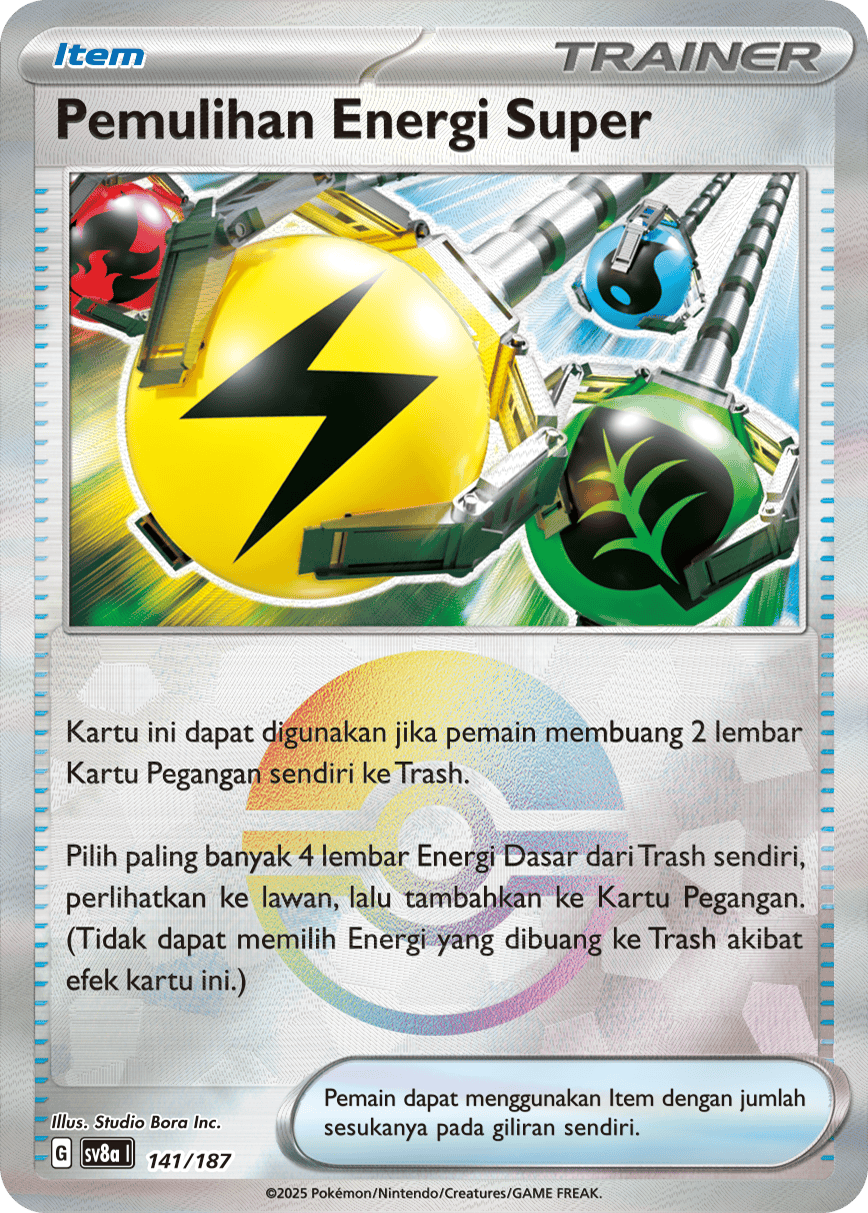 Item
TRAINER
Pemulihan Energi Super
Kartu ini dapat digunakan jika pemain membuang 2 lembar
Kartu Pegangan sendiri ke Trash.
Pilih paling banyak 4 lembar Energi Dasar dari Trash sendiri,
perlihatkan ke lawan, lalu tambahkan ke Kartu Pegangan.
(Tidak dapat memilih Energi yang dibuang ke Trash akibat
efek kartu ini.)
Pemain dapat menggunakan Item dengan jumlah
sesukanya pada giliran sendiri.
Illus. Studio Bora Inc.
G sv8a I 141/187
©2025 Pokémon/Nintendo/Creatures/GAME FREAK.